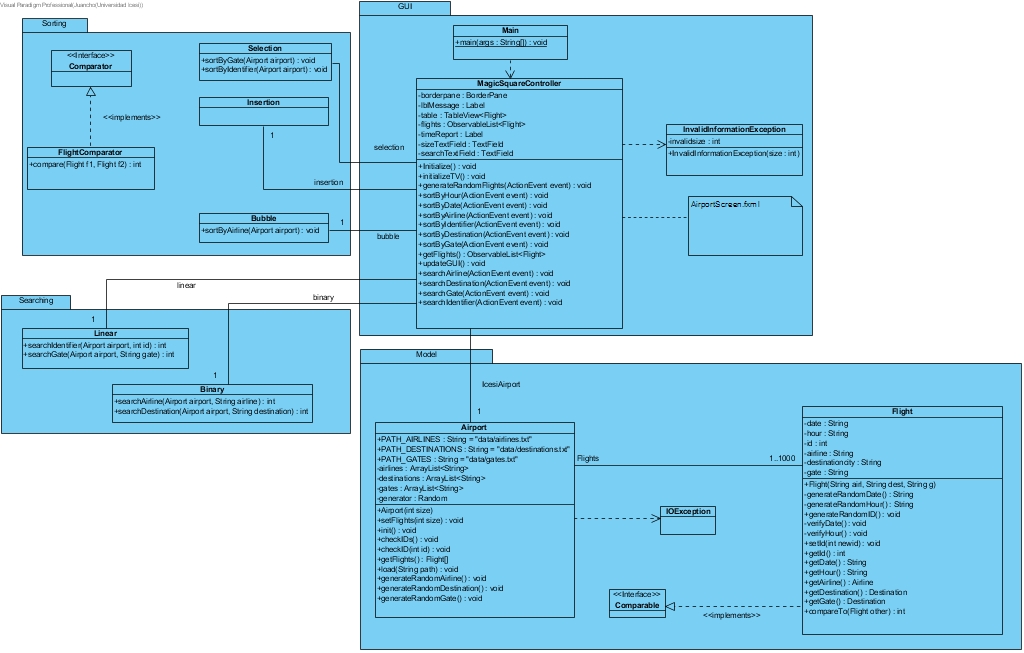 Visual Paradigm Professional(Juancho(Universidad Icesi))
Sorting
<<Interface>>
Comparator
<<implements>>
FlightComparator
+compare(Flight f1, Flight f2) : int
Selection
+sortByGate(Airport airport) : void
+sortByIdentifier(Airport airport) : void
Insertion
1
selection
insertion
Bubble
+sortByAirline(Airport airport) : void
1
bubble
GUI
Main
+main(args : String[]) : void
MagicSquareController
-borderpane : BorderPane
-lblMessage : Label
-table : TableView<Flight>
-flights : ObservableList<Flight>
-timeReport : Label
-sizeTextField : TextField
-searchTextField : TextField
+Initialize() : void
+initializeTV() : void
+generateRandomFlights(ActionEvent event) : void
+sortByHour(ActionEvent event) : void
+sortByDate(ActionEvent event) : void
+sortByAirline(ActionEvent event) : void
+sortByIdentifier(ActionEvent event) : void
+sortByDestination(ActionEvent event) : void
+sortByGate(ActionEvent event) : void
+getFlights() : ObservableList<Flight>
+updateGUI() : void
+searchAirline(ActionEvent event) : void
+searchDestination(ActionEvent event) : void
+searchGate(ActionEvent event) : void
+searchIdentifier(ActionEvent event) : void
InvalidInformationException
-invalidsize : int
+InvalidInformationException(size : int)
AirportScreen.fxml
linear
binary
Searching
1
Linear
+searchIdentifier(Airport airport, int id) : int
+searchGate(Airport airport, String gate) : int
1
Binary
+searchAirline(Airport airport, String airline) : int
+searchDestination(Airport airport, String destination) : int
Model
IcesiAirport
1
Airport
+PATH_AIRLINES : String = "data/airlines.txt"
+PATH_DESTINATIONS : String = "data/destinations.txt"
+PATH_GATES : String = "data/gates.txt"
-airlines : ArrayList<String>
-destinations : ArrayList<String>
-gates : ArrayList<String>
-generator : Random
+Airport(int size)
+setFlights(int size) : void
+init() : void
+checkIDs() : void
+checkID(int id) : void
+getFlights() : Flight[]
+load(String path) : void
+generateRandomAirline() : void
+generateRandomDestination() : void
+generateRandomGate() : void
Flights
1..1000
IOException
<<Interface>>
Comparable
<<implements>>
Flight
-date : String
-hour : String
-id : int
-airline : String
-destinationcity : String
-gate : String
+Flight(String airl, String dest, String g)
-generateRandomDate() : String
-generateRandomHour() : String
+generateRandomID() : void
-verifyDate() : void
-verifyHour() : void
+setId(int newid) : void
+getId() : int
+getDate() : String
+getHour() : String
+getAirline() : Airline
+getDestination() : Destination
+getGate() : Destination
+compareTo(Flight other) : int